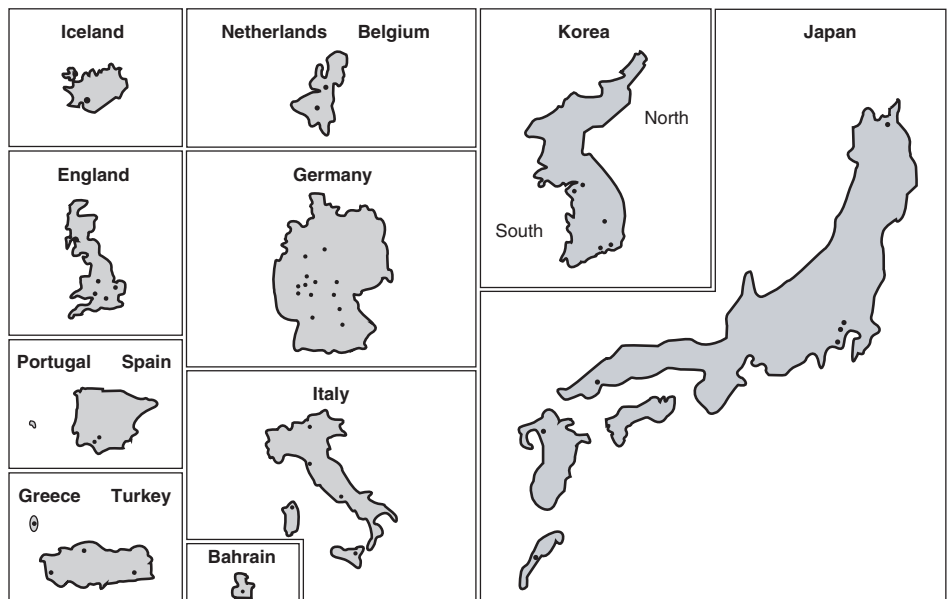 Iceland
Netherlands Belgium
Korea
North
South
Japan
England
Germany
Portugal Spain
Italy
Greece Turkey
Bahrain